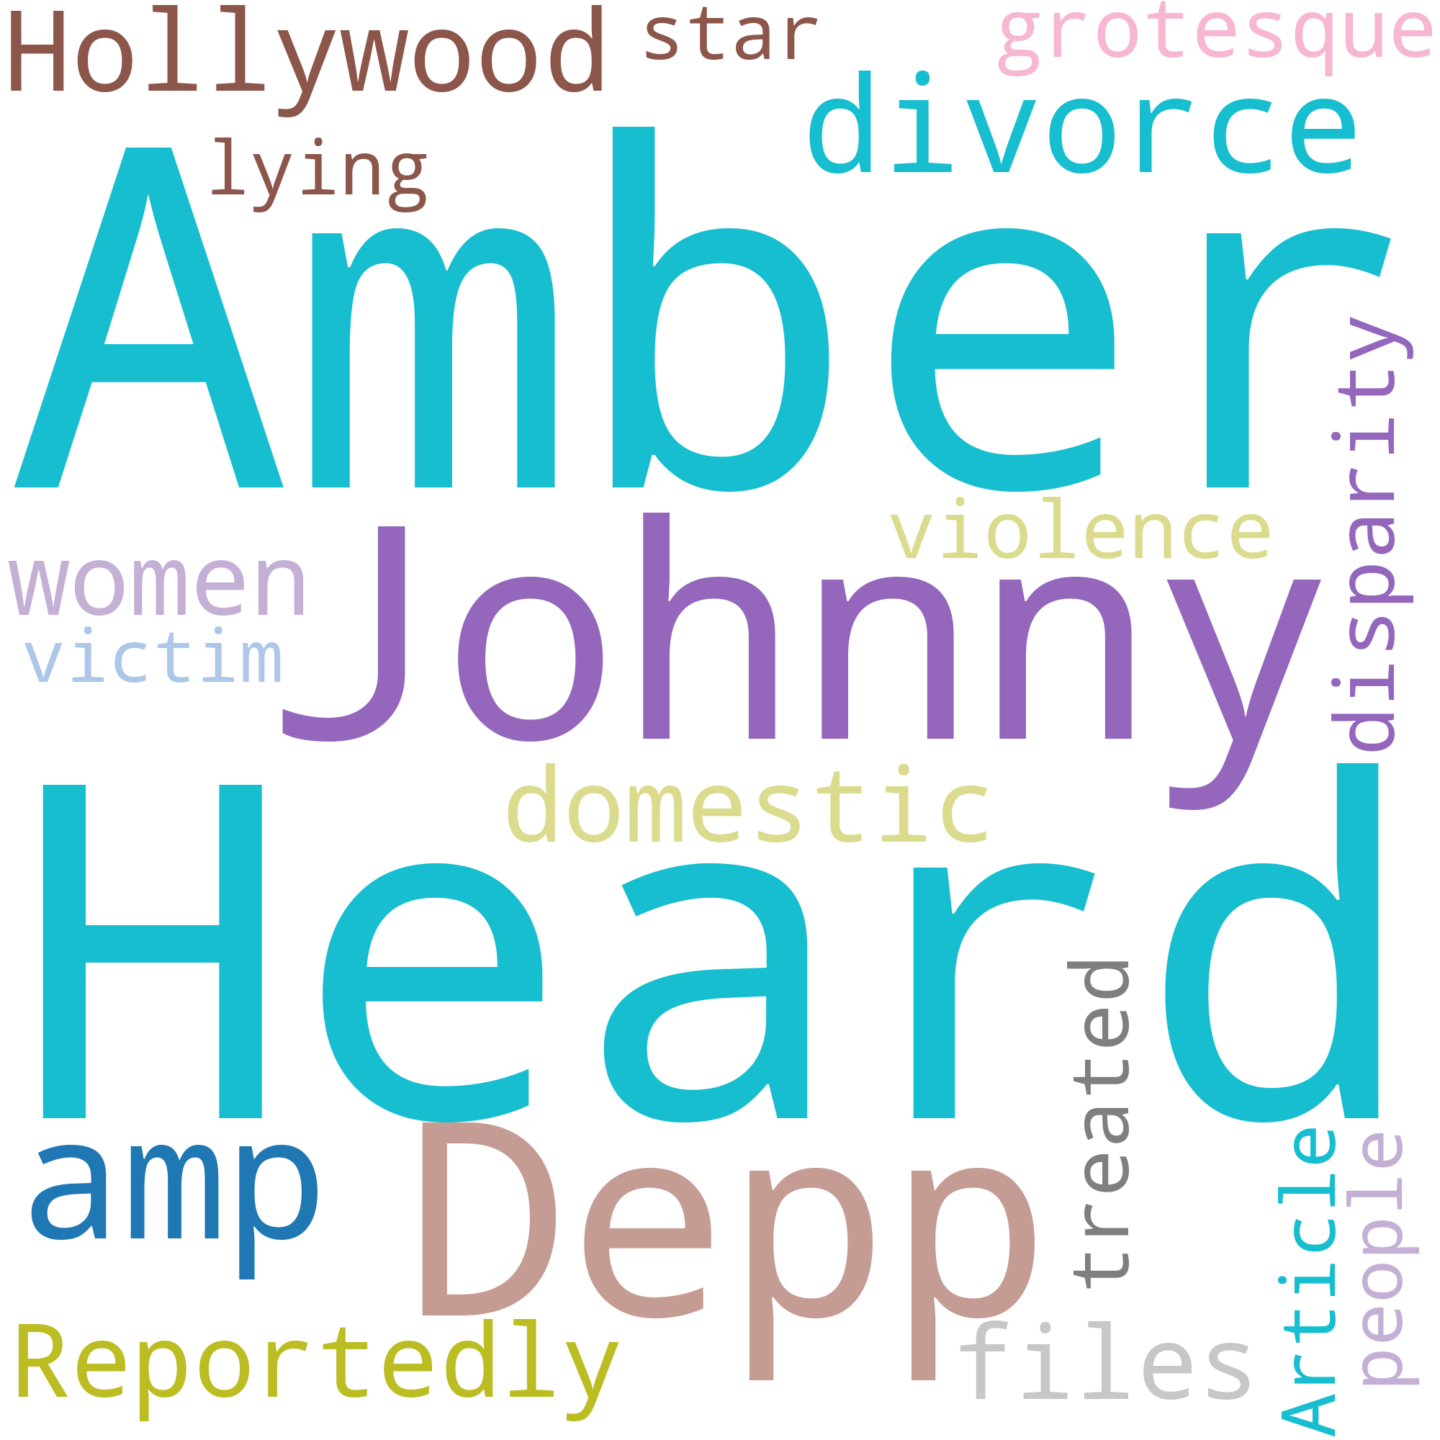 Hollywood
star
grotesque
divorce
lying
Amber
disparity
violence
women
Johnny
victim
domestic
Heard
treated
amp
Depp
Article
people
Reportedly
files